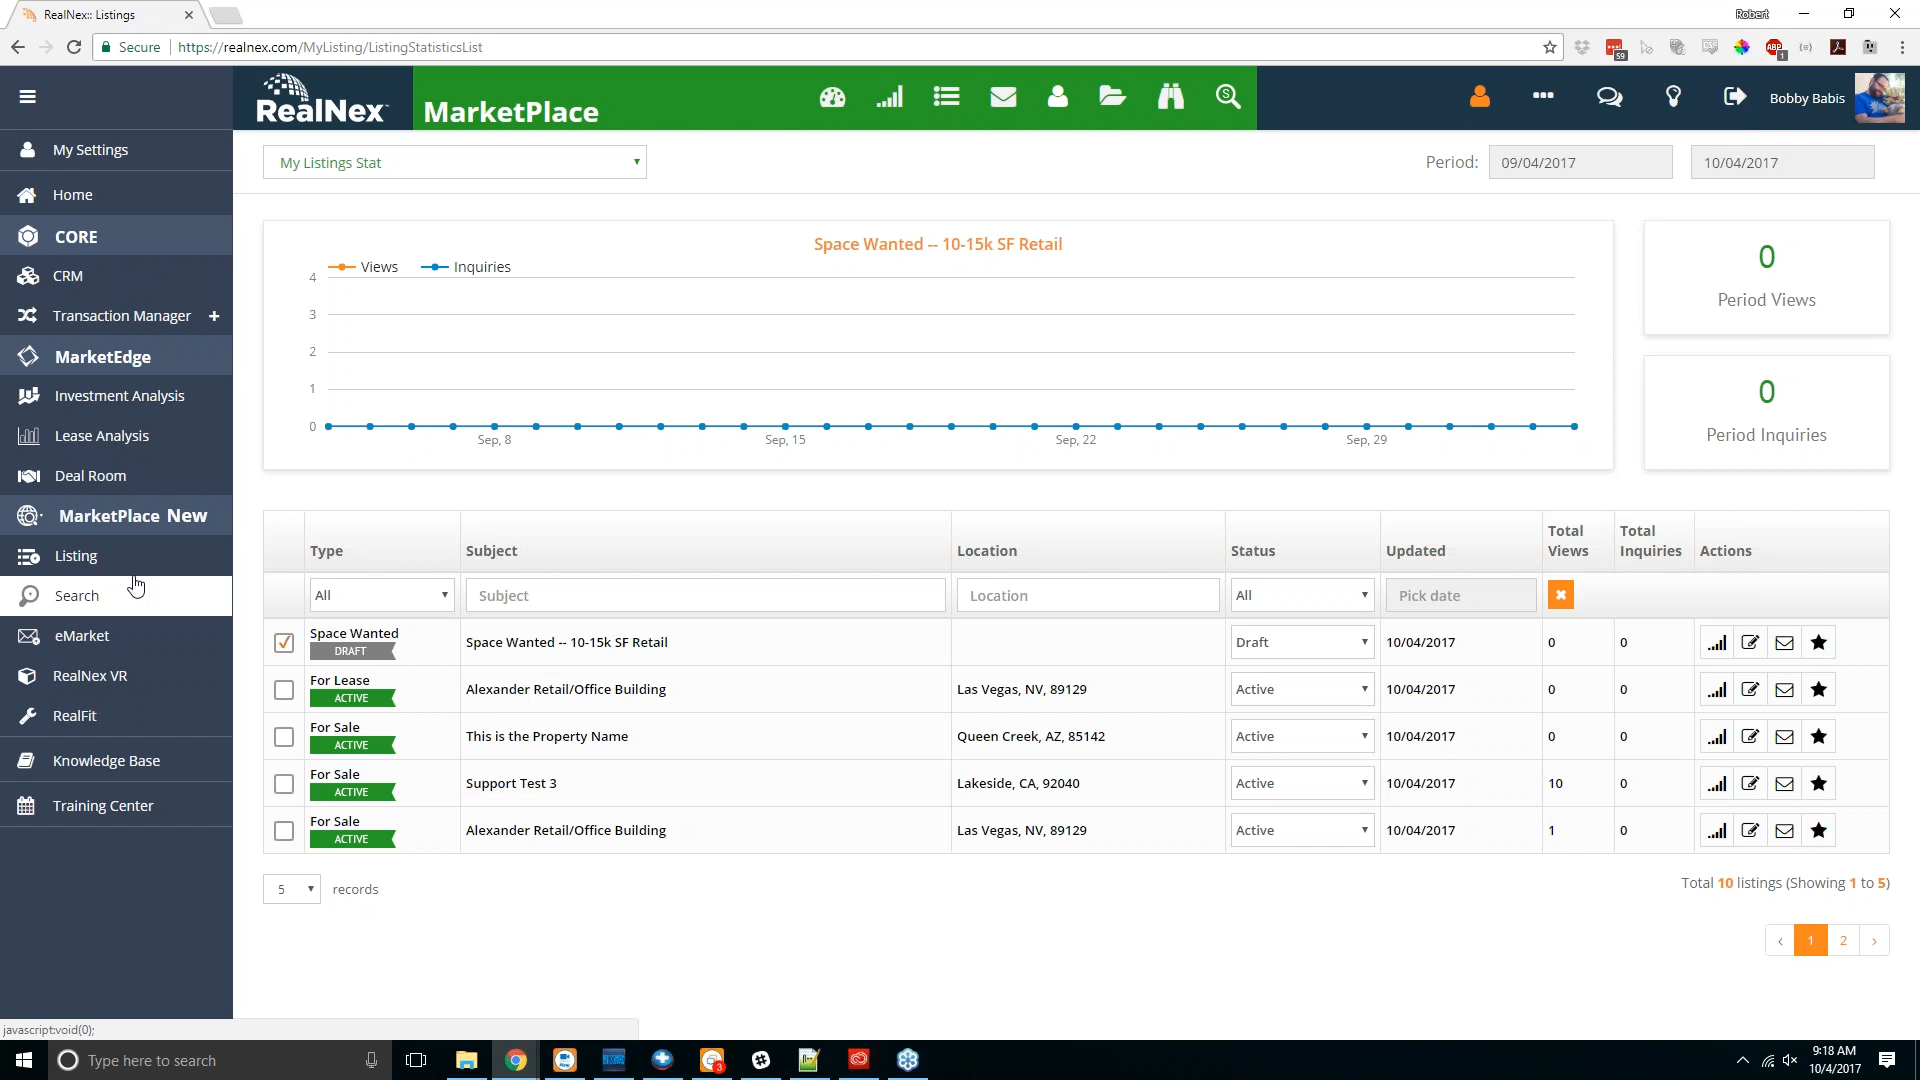 RealNex:: Listings
Robert
Secure
https://realnex.com/MyListing/ListingStatisticsList
59
ABP
1
RealNex
MarketPlace
Bobby Babis
My Settings
Home
CORE
CRM
Transaction Manager +
MarketEdge
Investment Analysis
Lease Analysis
Deal Room
MarketPlace New
Listing
Search
eMarket
RealNex VR
RealFit
Knowledge Base
Training Center
My Listings Stat
Period: 09/04/2017 10/04/2017
Space Wanted -- 10-15k SF Retail
Views Inquiries
4
3
2
1
0
Sep, 8 Sep, 15 Sep, 22 Sep, 29
0
Period Views
0
Period Inquiries
Type Subject Location Status Updated Total Views Total Inquiries Actions
All Subject Location All Pick date
Space Wanted DRAFT Space Wanted -- 10-15k SF Retail Draft 10/04/2017 0 0
For Lease ACTIVE Alexander Retail/Office Building Las Vegas, NV, 89129 Active 10/04/2017 0 0
For Sale ACTIVE This is the Property Name Queen Creek, AZ, 85142 Active 10/04/2017 0 0
For Sale ACTIVE Support Test 3 Lakeside, CA, 92040 Active 10/04/2017 10 0
For Sale ACTIVE Alexander Retail/Office Building Las Vegas, NV, 89129 Active 10/04/2017 1 0
5 records
Total 10 listings (Showing 1 to 5)
‹ 1 2 ›
javascript:void(0);
Type here to search
3
9:18 AM
10/4/2017